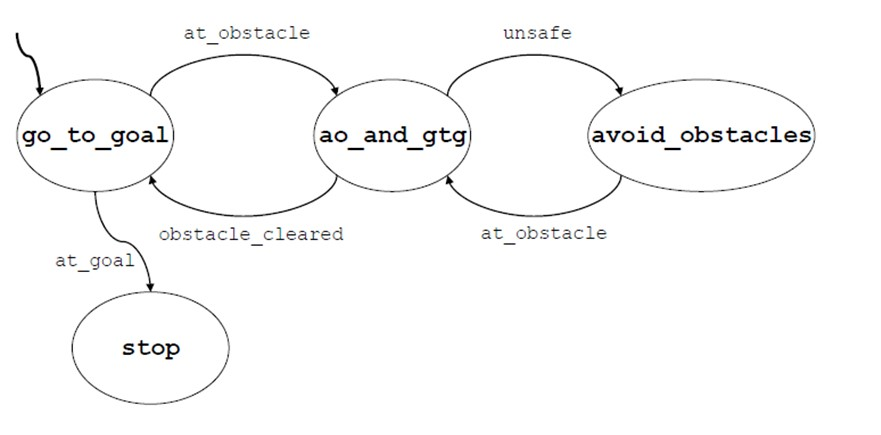 at_obstacle
unsafe
go_to_goal
ao_and_gtg
avoid_obstacles
obstacle_cleared
at_obstacle
at_goal
stop